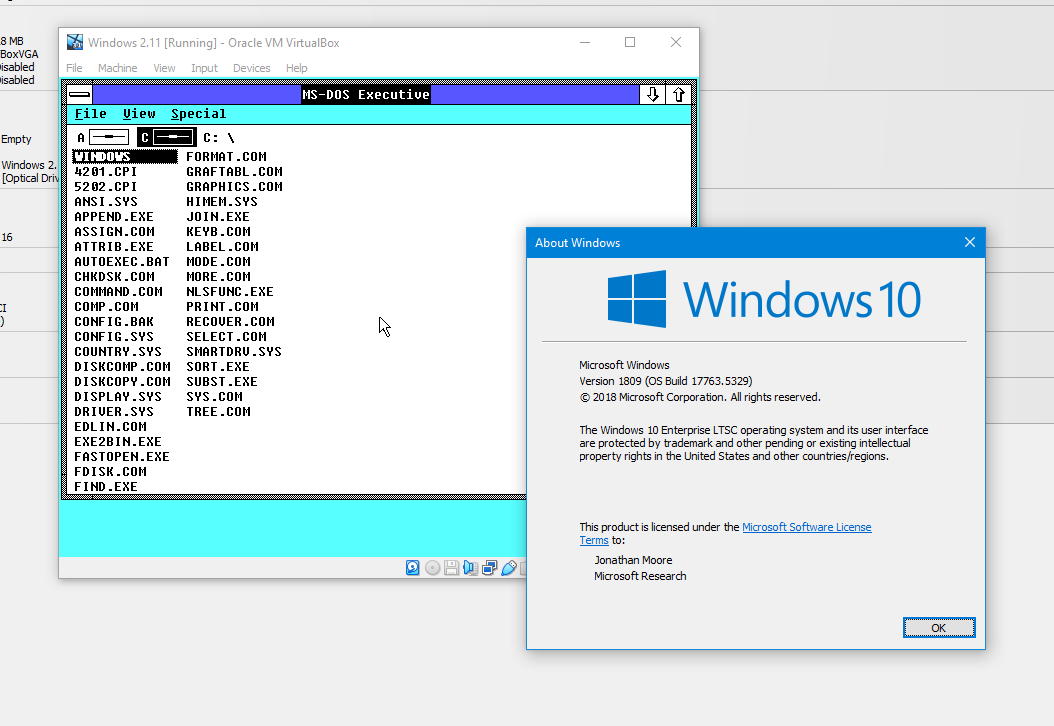 8 MB
BoxVGA
isabled
isabled
Empty
Windows 2.
[Optical Driv
16
CI
)
Windows 2.11 [Running] - Oracle VM VirtualBox
File Machine View Input Devices Help
MS-DOS Executive
File View Special
A C C: \
WINDOWS FORMAT.COM
4201.CPI GRAFTABL.COM
5202.CPI GRAPHICS.COM
ANSI.SYS HIMEM.SYS
APPEND.EXE JOIN.EXE
ASSIGN.COM KEYB.COM
ATTRIB.EXE LABEL.COM
AUTOEXEC.BAT MODE.COM
CHKDSK.COM MORE.COM
COMMAND.COM NLSFUNC.EXE
COMP.COM PRINT.COM
CONFIG.BAK RECOVER.COM
CONFIG.SYS SELECT.COM
COUNTRY.SYS SMARTDRV.SYS
DISKCOMP.COM SORT.EXE
DISKCOPY.COM SUBST.EXE
DISPLAY.SYS SYS.COM
DRIVER.SYS TREE.COM
EDLIN.COM
EXE2BIN.EXE
FASTOPEN.EXE
FDISK.COM
FIND.EXE
About Windows
Windows 10
Microsoft Windows
Version 1809 (OS Build 17763.5329)
© 2018 Microsoft Corporation. All rights reserved.
The Windows 10 Enterprise LTSC operating system and its user interface
are protected by trademark and other pending or existing intellectual
property rights in the United States and other countries/regions.
This product is licensed under the Microsoft Software License
Terms to:
Jonathan Moore
Microsoft Research
OK